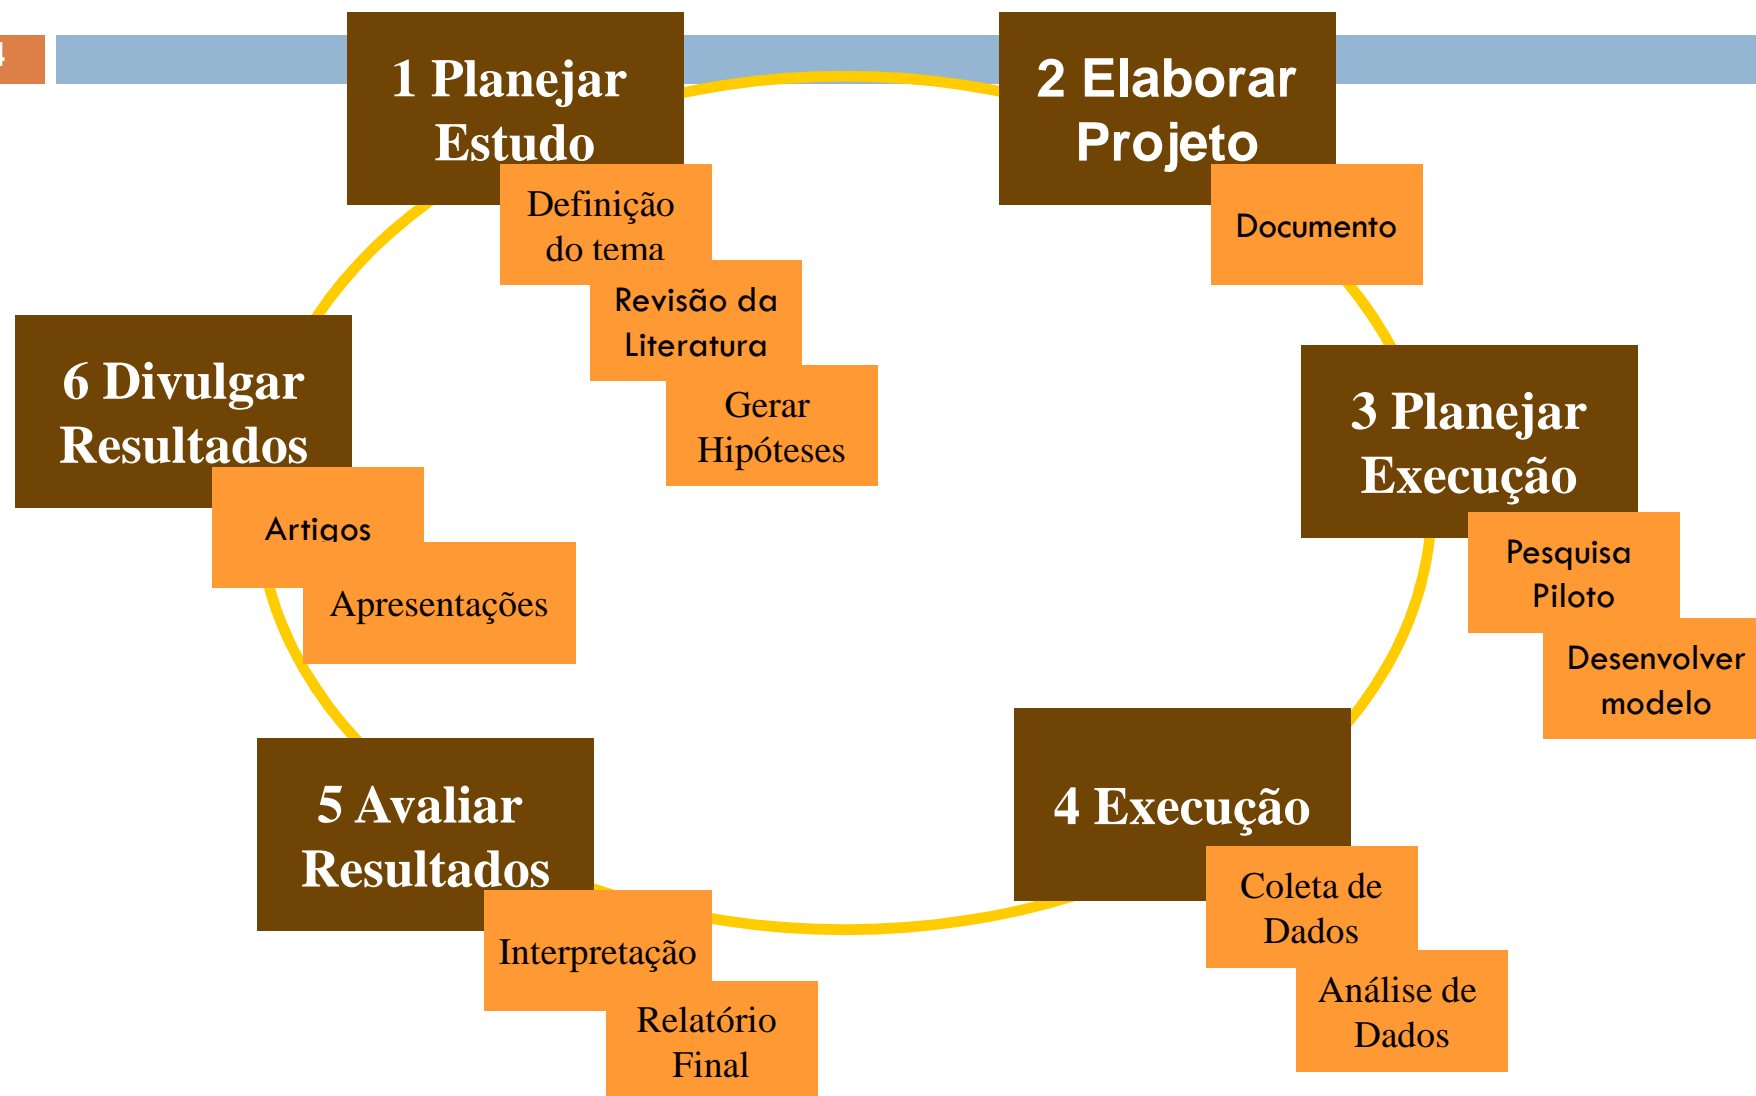 4
1 Planejar
Estudo
Definição
do tema
Revisão da
Literatura
Gerar
Hipóteses
2 Elaborar
Projeto
Documento
3 Planejar
Execução
Pesquisa
Piloto
Desenvolver
modelo
4 Execução
Coleta de
Dados
Análise de
Dados
5 Avaliar
Resultados
Interpretação
Relatório
Final
6 Divulgar
Resultados
Artigos
Apresentações